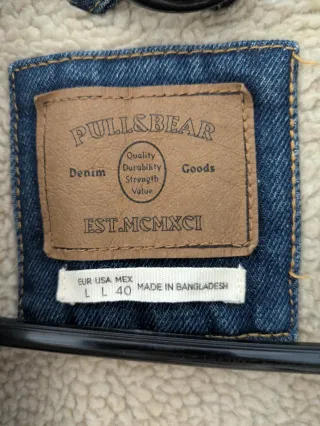 PULL&BEAR
Quality
Denim Durability Goods
Strength
Value
EST.MCMXCI
EUR USA MEX
L L 40 MADE IN BANGLADESH